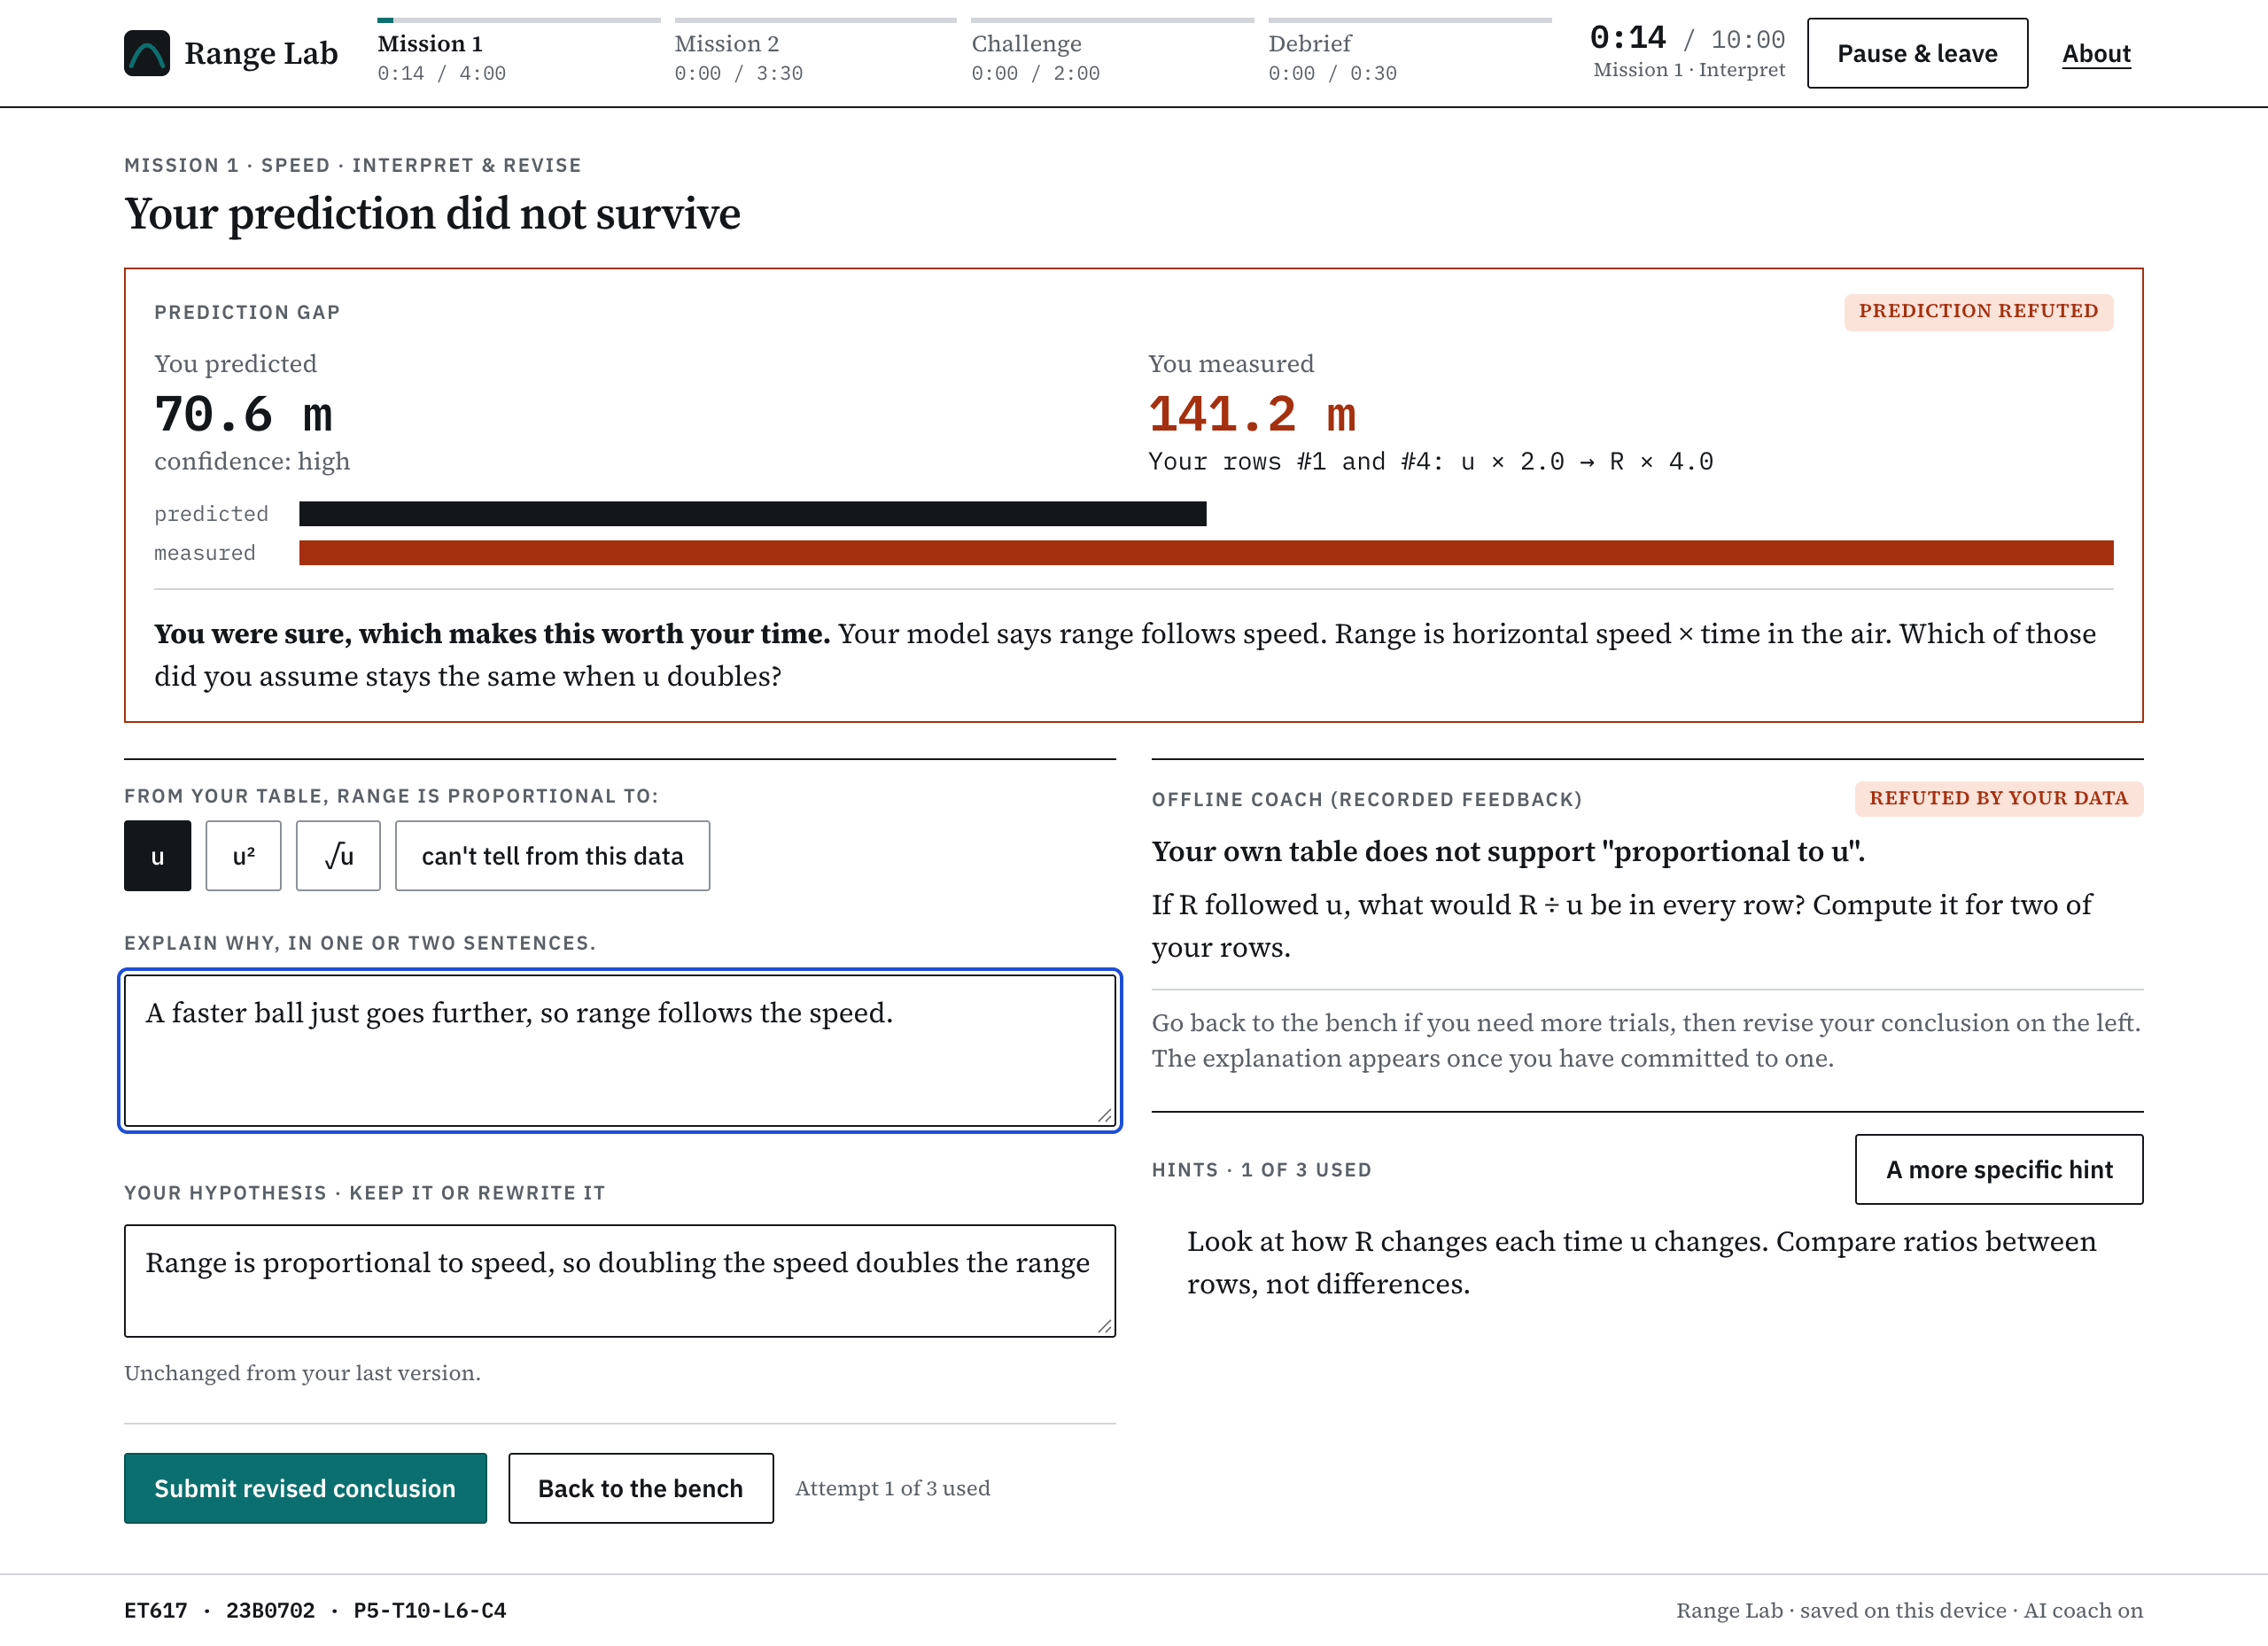 Range Lab
Mission 1
0:14 / 4:00
Mission 2
0:00 / 3:30
Challenge
0:00 / 2:00
Debrief
0:00 / 0:30
0:14 / 10:00
Mission 1 · Interpret
Pause & leave
About
MISSION 1 · SPEED · INTERPRET & REVISE
Your prediction did not survive
PREDICTION GAP
PREDICTION REFUTED
You predicted
70.6 m
confidence: high
You measured
141.2 m
Your rows #1 and #4: u × 2.0 → R × 4.0
predicted
measured
You were sure, which makes this worth your time. Your model says range follows speed. Range is horizontal speed × time in the air. Which of those
did you assume stays the same when u doubles?
FROM YOUR TABLE, RANGE IS PROPORTIONAL TO:
u
u²
√u
can't tell from this data
EXPLAIN WHY, IN ONE OR TWO SENTENCES.
A faster ball just goes further, so range follows the speed.
YOUR HYPOTHESIS · KEEP IT OR REWRITE IT
Range is proportional to speed, so doubling the speed doubles the range
Unchanged from your last version.
Submit revised conclusion
Back to the bench
Attempt 1 of 3 used
OFFLINE COACH (RECORDED FEEDBACK)
REFUTED BY YOUR DATA
Your own table does not support "proportional to u".
If R followed u, what would R ÷ u be in every row? Compute it for two of
your rows.
Go back to the bench if you need more trials, then revise your conclusion on the left.
The explanation appears once you have committed to one.
HINTS · 1 OF 3 USED
A more specific hint
Look at how R changes each time u changes. Compare ratios between
rows, not differences.
ET617 · 23B0702 · P5-T10-L6-C4
Range Lab · saved on this device · AI coach on